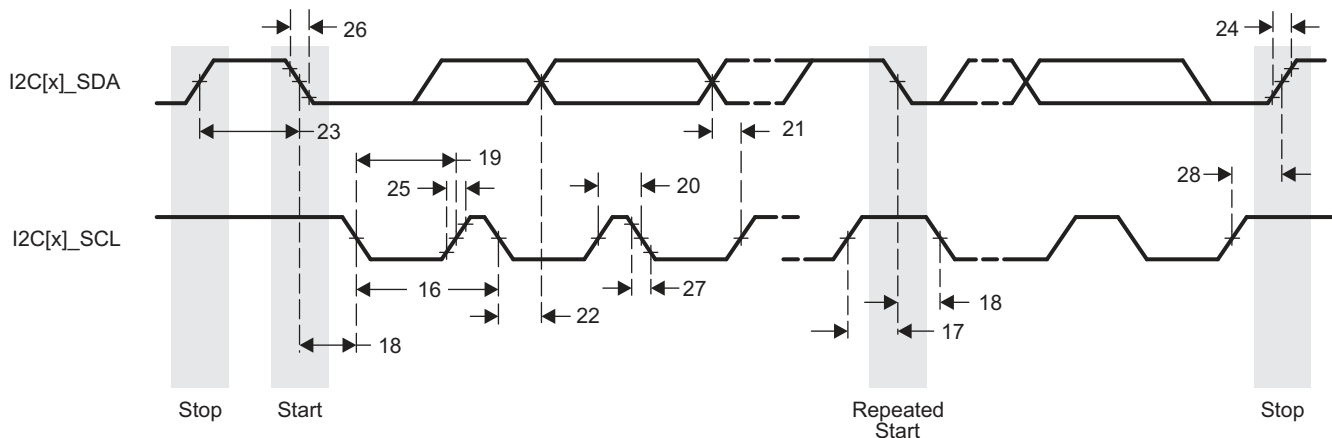 26
24
I2C[x]_SDA
23
21
19
25
20
28
I2C[x]_SCL
16
27
18
22
17
18
Stop
Start
Repeated
Start
Stop